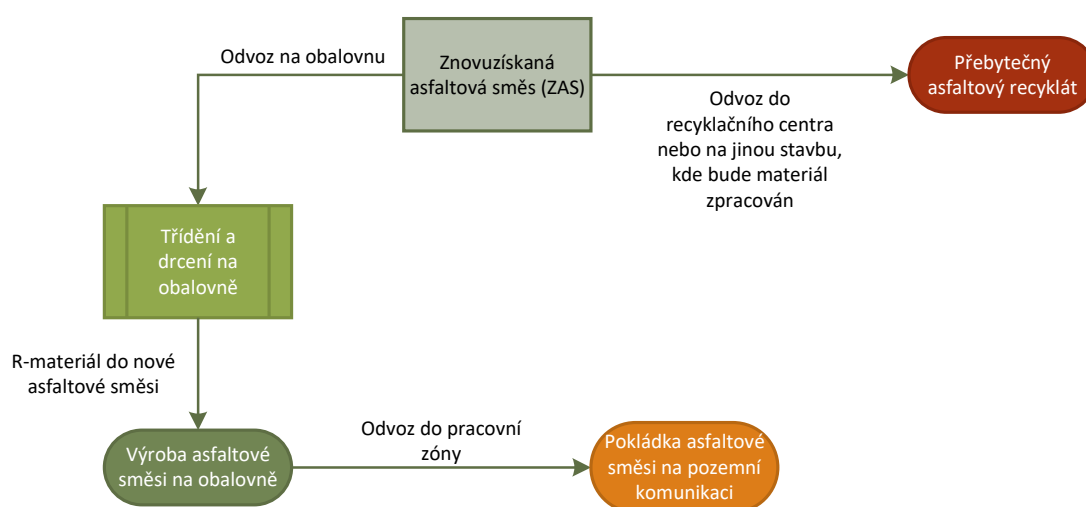 Odvoz na obalovnu
Znovuzískaná
asfaltová směs (ZAS)
Přebytečný
asfaltový recyklát
Odvoz do
recyklačního centra
nebo na jinou stavbu,
kde bude materiál
zpracován
Třídění a
drcení na
obalovně
R-materiál do nové
asfaltové směsi
Výroba asfaltové
směsi na obalovně
Odvoz do pracovní
zóny
Pokládka asfaltové
směsi na pozemní
komunikaci